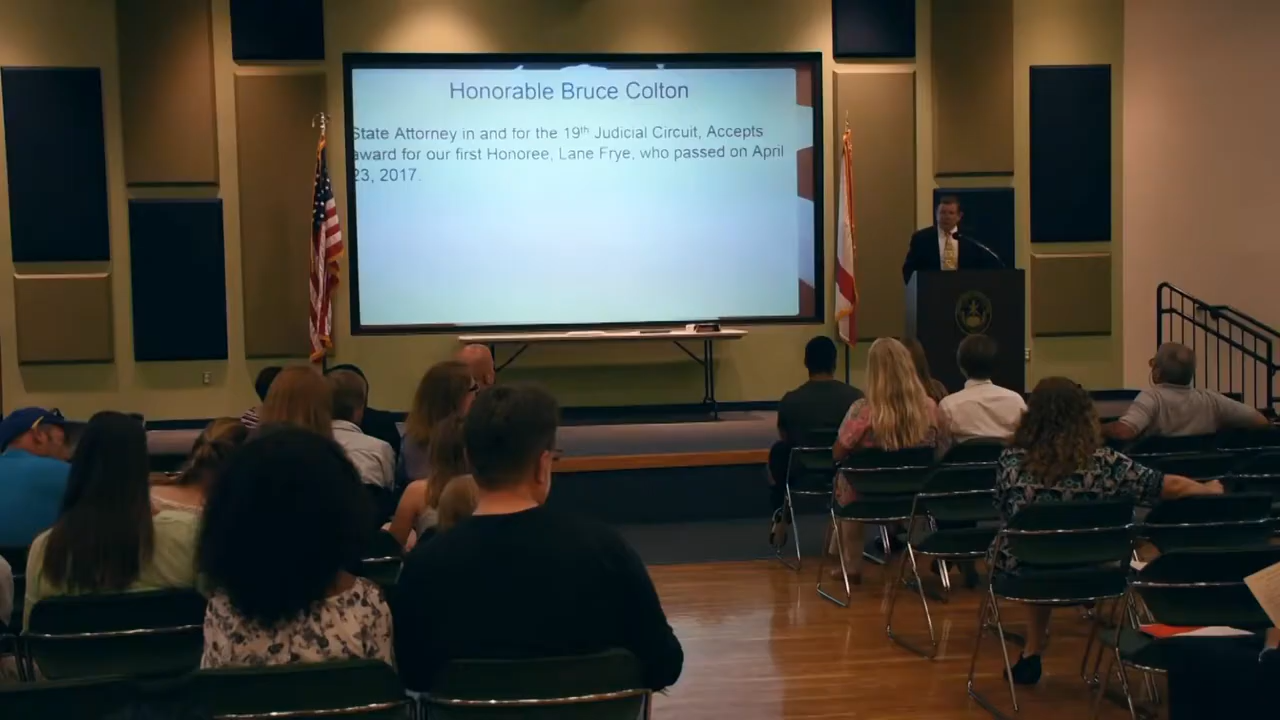 Honorable Bruce Colton
State Attorney in and for the 19th Judicial Circuit, Accepts
award for our first Honoree, Lane Frye, who passed on April
23, 2017.